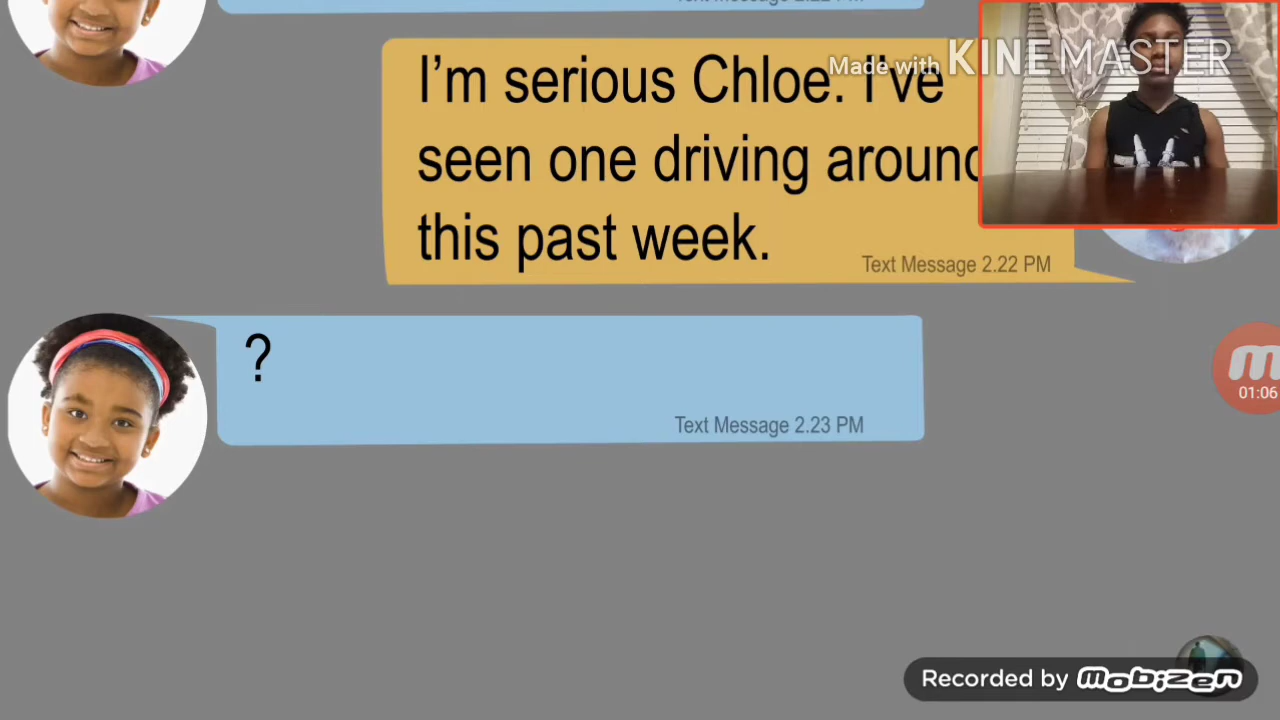 Made with KINEMASTER
I'm serious Chloe. I've
seen one driving around
this past week.
Text Message 2.22 PM
?
Text Message 2.23 PM
01:06
Recorded by mobizen